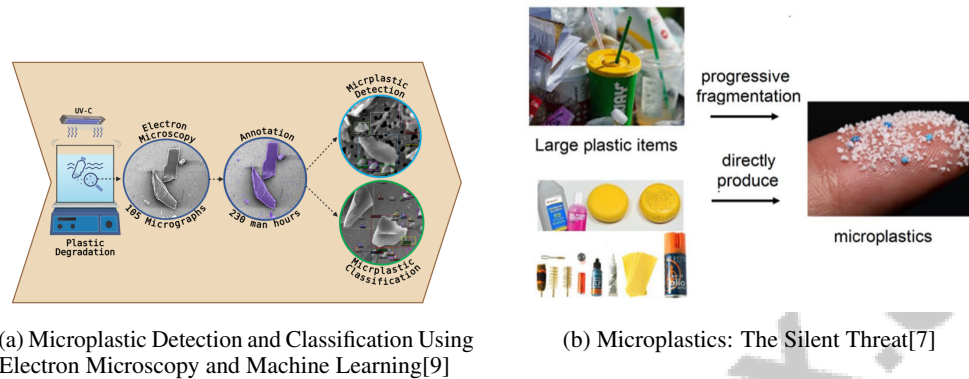 UV-C
Plastic
Degradation
Electron
Microscopy
105 Micrographs
Annotation
230 man hours
Micrplastic
Detection
Micrplastic
Classification
(a) Microplastic Detection and Classification Using
Electron Microscopy and Machine Learning[9]
Large plastic items
progressive
fragmentation
directly
produce
microplastics
(b) Microplastics: The Silent Threat[7]